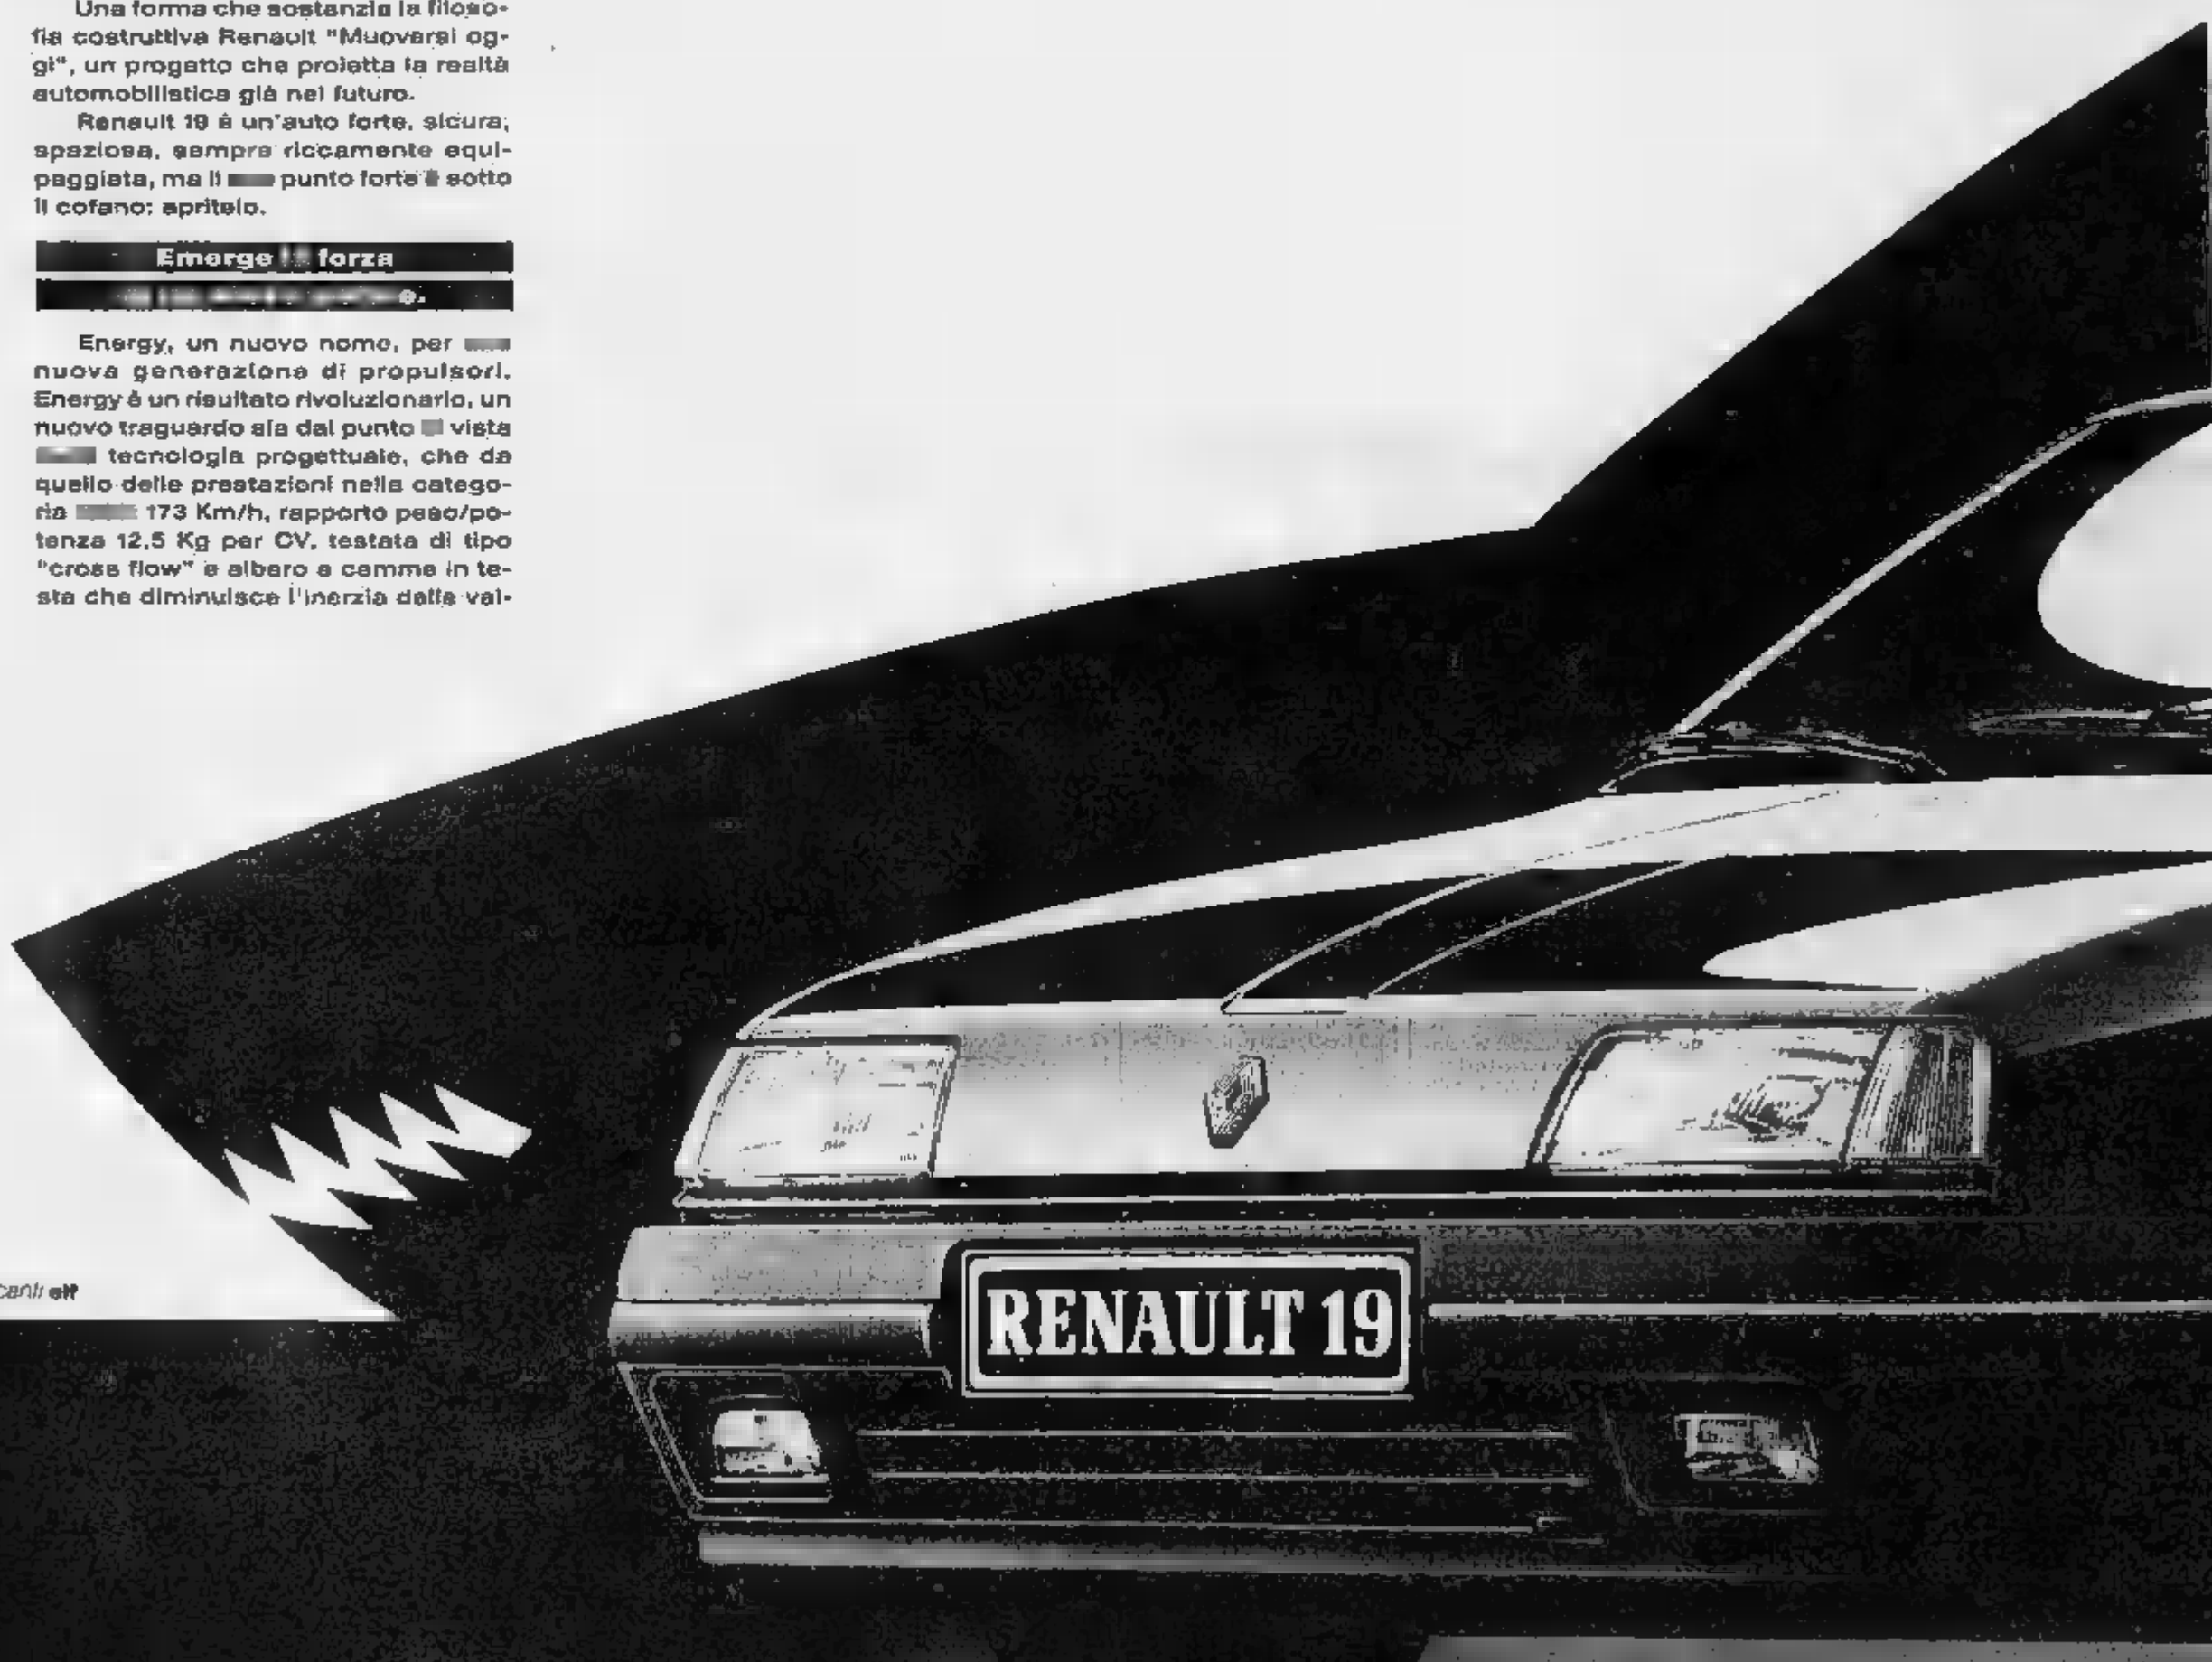 Una forma che sostanzia la filoso-
fia costruttiva Renault "Muoversi og-
gi", un progetto che proietta la realtà
automobilistica già nel futuro.
Renault 19 è un'auto forte, sicura,
spaziosa, sempre riccamente equi-
paggiata, ma il punto forte è sotto
il cofano: apritelo.
Emerge forza
Energy, un nuovo nome, per
nuova generazione di propulsori.
Energy è un risultato rivoluzionario, un
nuovo traguardo sia dal punto vista
tecnologia progettuale, che da
quello delle prestazioni nella catego-
ria 173 Km/h, rapporto peso/po-
tenza 12,5 Kg per CV, testata di tipo
"cross flow" e albero a camme in te-
sta che diminuisce l'inerzia delle val-
canti elf
RENAULT 19